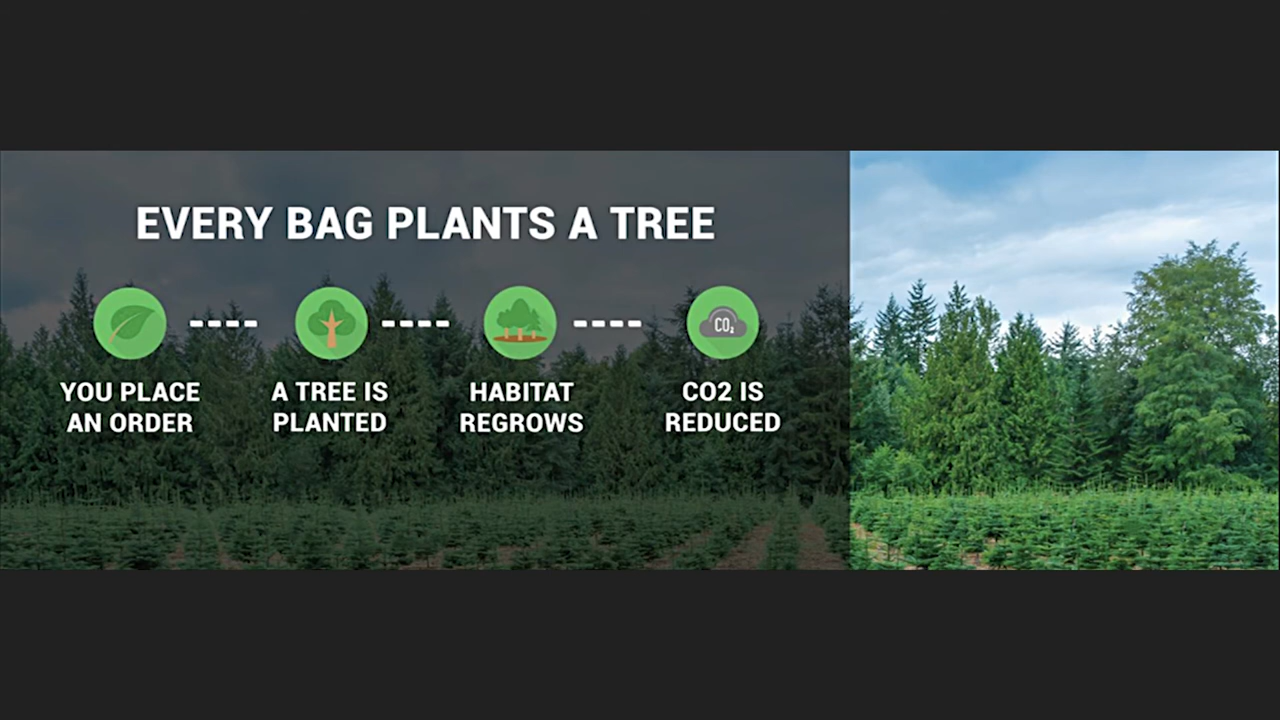 EVERY BAG PLANTS A TREE
CO₂
YOU PLACE
AN ORDER
A TREE IS
PLANTED
HABITAT
REGROWS
CO2 IS
REDUCED